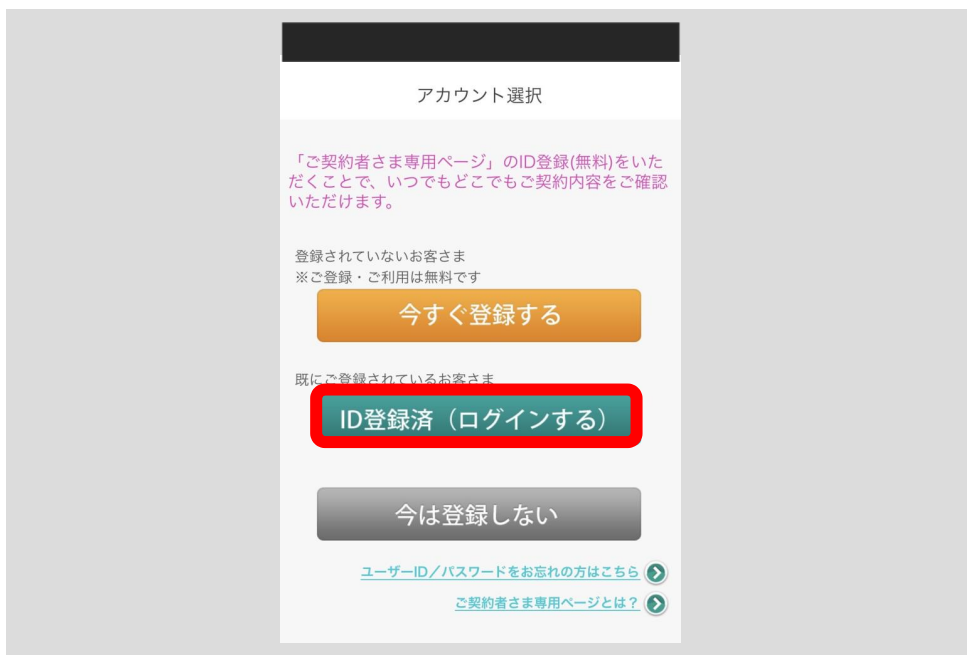 アカウント選択
「ご契約者さま専用ページ」のID登録(無料)をいた
だくことで、いつでもどこでもご契約内容をご確認
いただけます。
登録されていないお客さま
※ご登録・ご利用は無料です
今すぐ登録する
既にご登録されているお客さま
ID登録済（ログインする）
今は登録しない
ユーザーID／パスワードをお忘れの方はこちら
ご契約者さま専用ページとは？